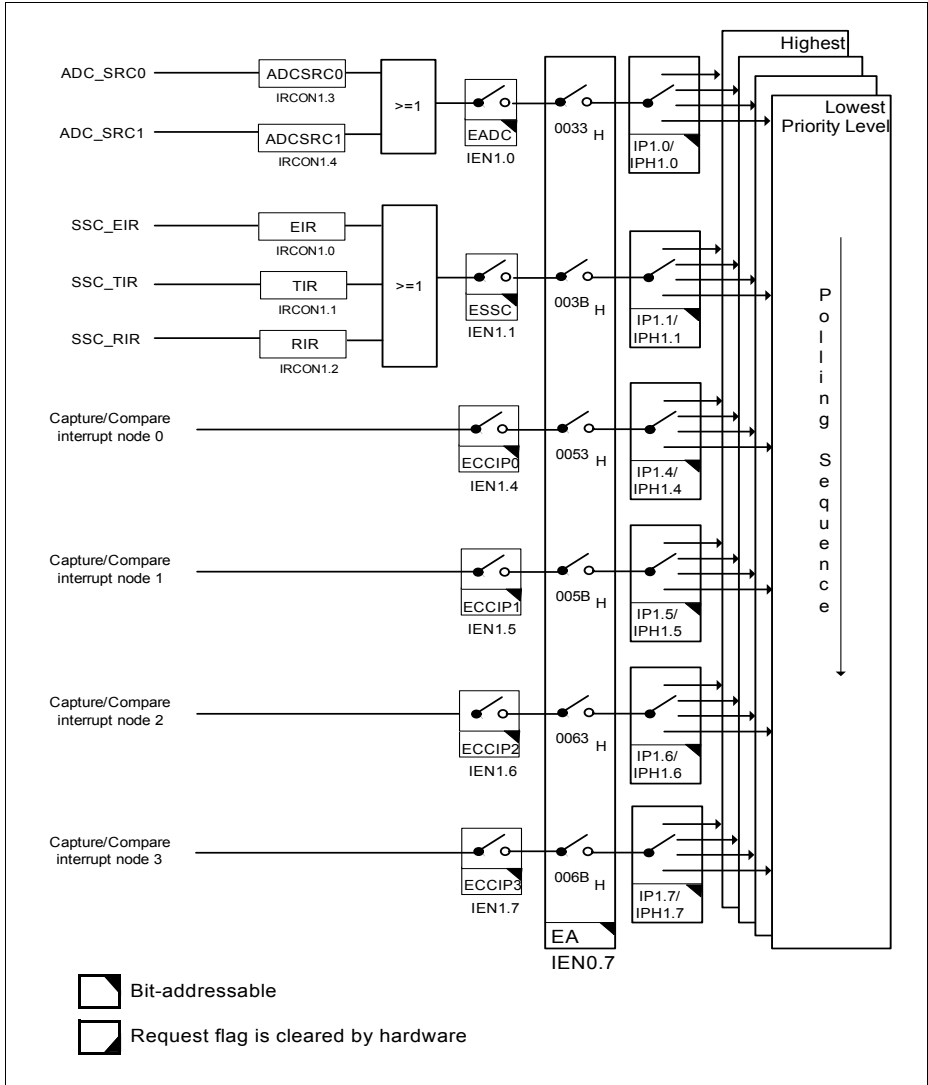 Highest
Lowest
Priority Level
ADC_SRC0
ADCSRC0
IRCON1.3
ADC_SRC1
ADCSRC1
IRCON1.4
>=1
EADC
IEN1.0
0033 H
IP1.0/
IPH1.0
SSC_EIR
EIR
IRCON1.0
SSC_TIR
TIR
IRCON1.1
SSC_RIR
RIR
IRCON1.2
>=1
ESSC
IEN1.1
003B H
IP1.1/
IPH1.1
Polling Sequence
Capture/Compare
interrupt node 0
ECCIP0
IEN1.4
0053 H
IP1.4/
IPH1.4
Capture/Compare
interrupt node 1
ECCIP1
IEN1.5
005B H
IP1.5/
IPH1.5
Capture/Compare
interrupt node 2
ECCIP2
IEN1.6
0063 H
IP1.6/
IPH1.6
Capture/Compare
interrupt node 3
ECCIP3
IEN1.7
006B H
IP1.7/
IPH1.7
EA
IEN0.7
Bit-addressable
Request flag is cleared by hardware